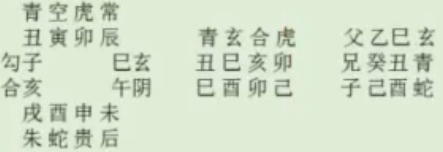 青空虎常
丑寅卯辰 青玄合虎 父乙巳玄
勾子 巳玄 丑巳亥卯 兄癸丑青
合亥 午阴 巳酉卯己 子己酉蛇
戌酉申未
朱蛇贵后